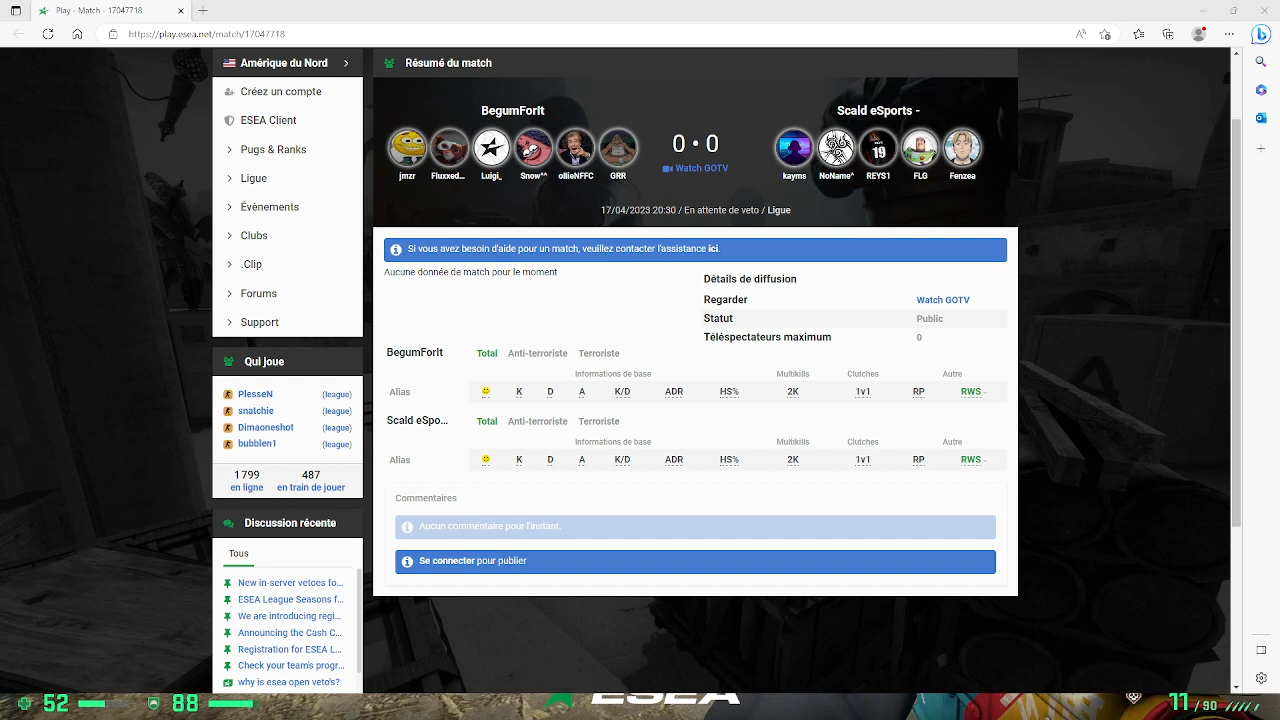 Play - Match - 17047718
https://play.esea.net/match/17047718
Amérique du Nord
Créez un compte
ESEA Client
Pugs & Ranks
Ligue
Évènements
Clubs
.Clip
Forums
Support
Qui joue
PlesseN (league)
snatchie (league)
Dimaoneshot (league)
bubblen1 (league)
1799 487
en ligne en train de jouer
Discussion récente
Tous
New in-server vetoes fo...
ESEA League Seasons f...
We are introducing regi...
Announcing the Cash C...
Registration for ESEA L...
Check your team's progr...
why is esea open veto's?
Résumé du match
BegumForIt
jmzr Fluxxed... Luigi_ Snow^^ ollieNFFC GRR
0 • 0
Watch GOTV
Scald eSports -
kayms NoName^ REYS1 FLG Fenzea
19
17/04/2023 20:30 / En attente de veto / Ligue
Si vous avez besoin d'aide pour un match, veuillez contacter l'assistance ici.
Aucune donnée de match pour le moment
Détails de diffusion
Regarder Watch GOTV
Statut Public
Téléspectateurs maximum 0
BegumForIt Total Anti-terroriste Terroriste
Informations de base Multikills Clutches Autre
Alias K D A K/D ADR HS% 2K 1v1 RP RWS
Scald eSpo... Total Anti-terroriste Terroriste
Informations de base Multikills Clutches Autre
Alias K D A K/D ADR HS% 2K 1v1 RP RWS
Commentaires
Aucun commentaire pour l'instant.
Se connecter pour publier
52 88 ESEA 11 / 90